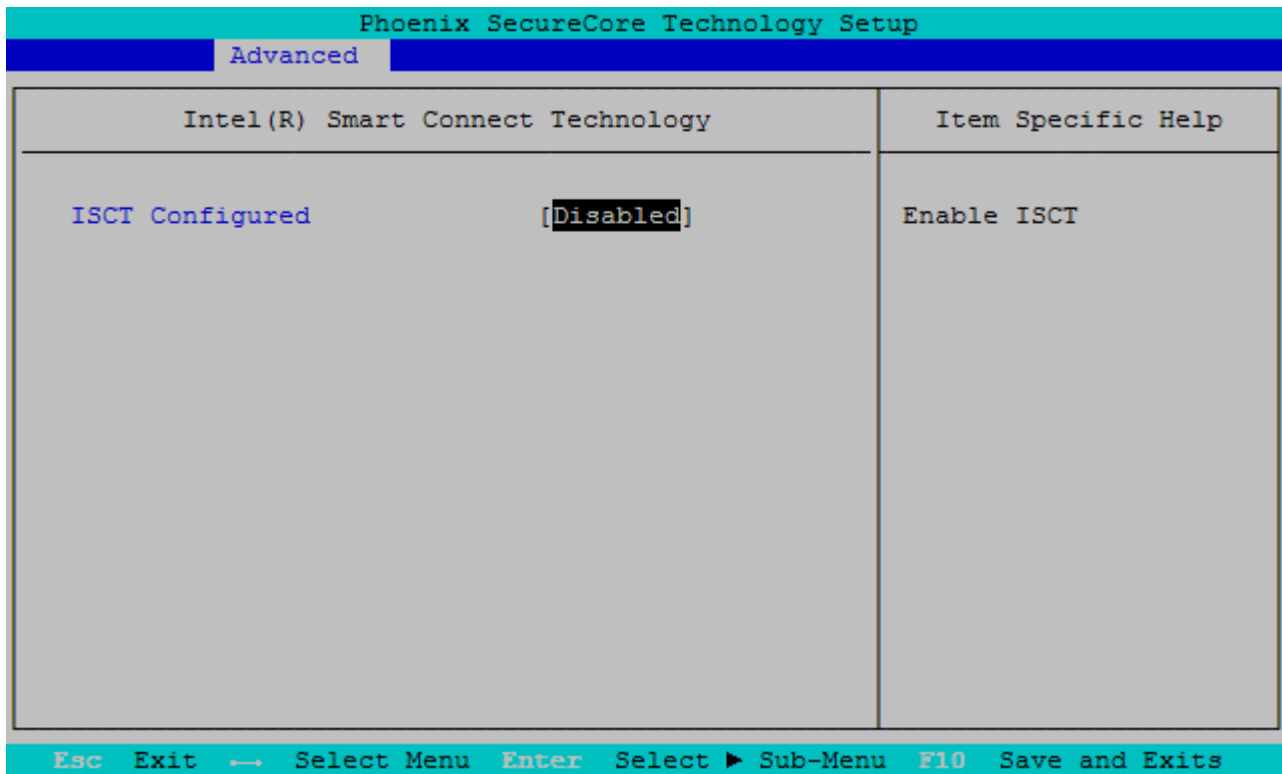 Phoenix SecureCore Technology Setup
Advanced
Intel(R) Smart Connect Technology
Item Specific Help
ISCT Configured [Disabled] Enable ISCT
Esc Exit ←→ Select Menu Enter Select ► Sub-Menu F10 Save and Exits